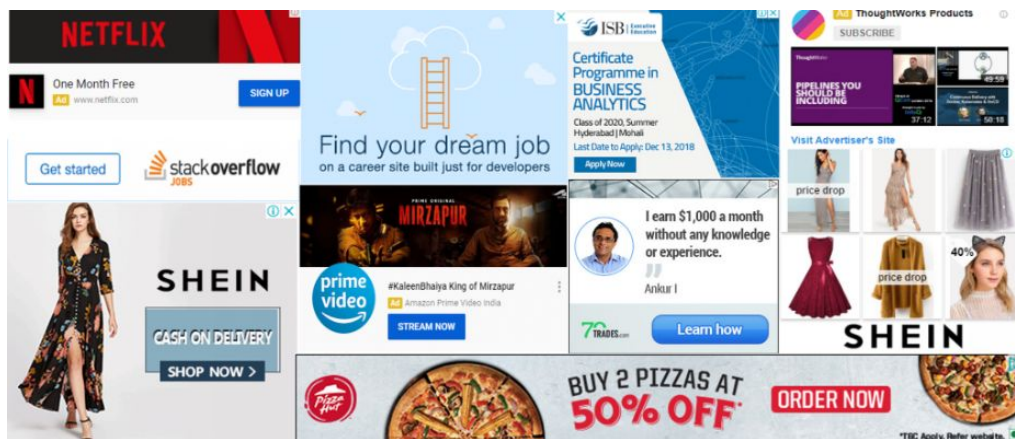 NETFLIX
One Month Free
Ad www.netflix.com
SIGN UP
Get started
stackoverflow
JOBS
SHEIN
CASH ON DELIVERY
SHOP NOW >
Find your dream job
on a career site built just for developers
PRIME ORIGINAL
MIRZAPUR
prime video
#KaleenBhaiya King of Mirzapur
Ad Amazon Prime Video India
STREAM NOW
ISB Executive Education
Certificate
Programme in
BUSINESS
ANALYTICS
Class of 2020, Summer
Hyderabad | Mohali
Last Date to Apply: Dec 13, 2018
Apply Now
I earn $1,000 a month
without any knowledge
or experience.
Ankur I
70TRADES.com
Learn how
Ad ThoughtWorks Products
SUBSCRIBE
ThoughtWorks
PIPELINES YOU
SHOULD BE
INCLUDING
37:12
49:58
50:18
Visit Advertiser's Site
price drop
price drop
40%
SHEIN
Pizza Hut
BUY 2 PIZZAS AT
50% OFF*
ORDER NOW
*T&C Apply. Refer website.